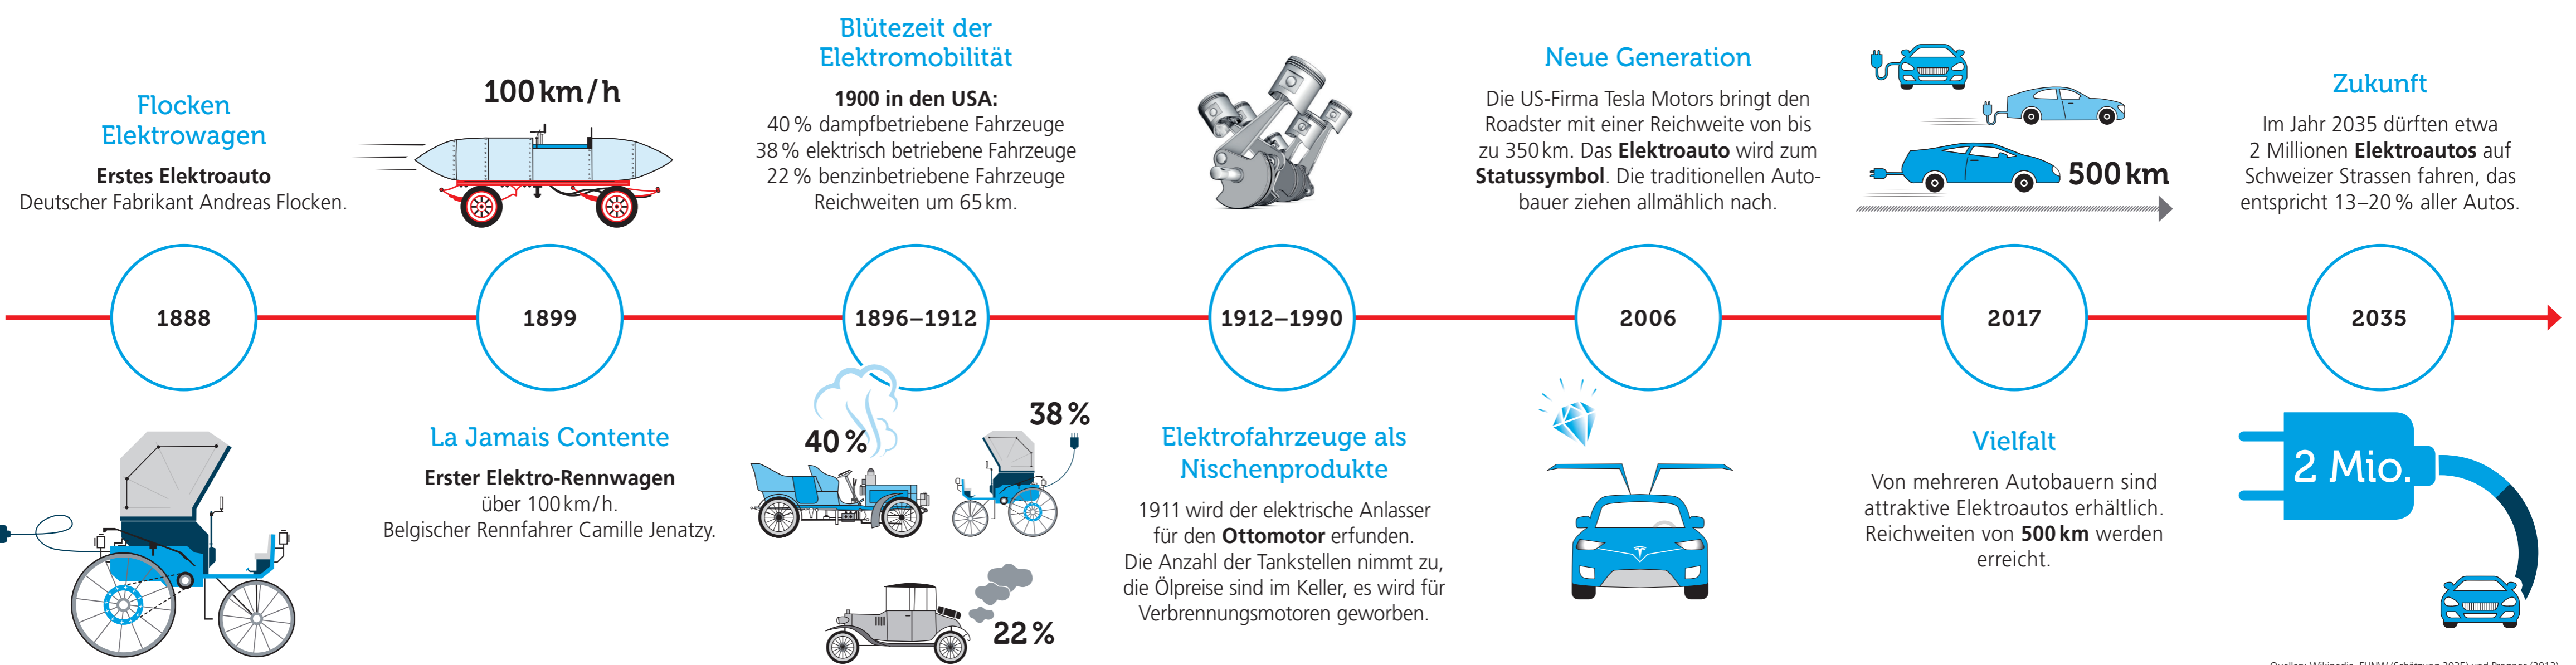 Flocken
Elektrowagen
Erstes Elektroauto
Deutscher Fabrikant Andreas Flocken.
1888
100 km/h
1899
La Jamais Contente
Erster Elektro-Rennwagen
über 100 km/h.
Belgischer Rennfahrer Camille Jenatzy.
Blütezeit der
Elektromobilität
1900 in den USA:
40 % dampfbetriebene Fahrzeuge
38 % elektrisch betriebene Fahrzeuge
22 % benzinbetriebene Fahrzeuge
Reichweiten um 65 km.
1896–1912
40 %
38 %
22 %
1912–1990
Elektrofahrzeuge als
Nischenprodukte
1911 wird der elektrische Anlasser
für den Ottomotor erfunden.
Die Anzahl der Tankstellen nimmt zu,
die Ölpreise sind im Keller, es wird für
Verbrennungsmotoren geworben.
Neue Generation
Die US-Firma Tesla Motors bringt den
Roadster mit einer Reichweite von bis
zu 350 km. Das Elektroauto wird zum
Statussymbol. Die traditionellen Auto-
bauer ziehen allmählich nach.
2006
500 km
2017
Vielfalt
Von mehreren Autobauern sind
attraktive Elektroautos erhältlich.
Reichweiten von 500 km werden
erreicht.
Zukunft
Im Jahr 2035 dürften etwa
2 Millionen Elektroautos auf
Schweizer Strassen fahren, das
entspricht 13–20 % aller Autos.
2035
2 Mio.